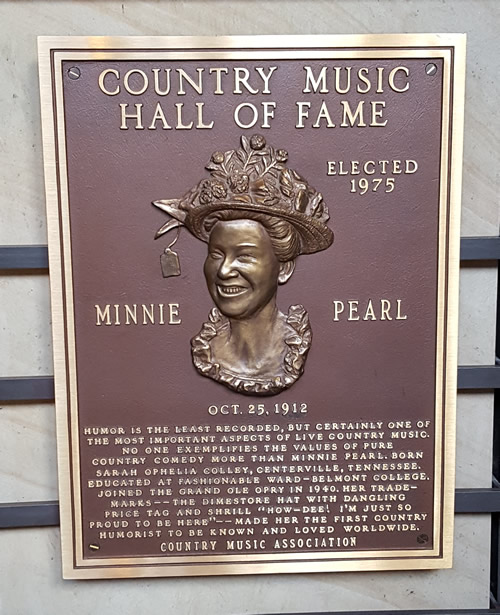 COUNTRY MUSIC
HALL OF FAME
ELECTED
1975
MINNIE PEARL
OCT. 25, 1912
HUMOR IS THE LEAST RECORDED, BUT CERTAINLY ONE OF
THE MOST IMPORTANT ASPECTS OF LIVE COUNTRY MUSIC.
NO ONE EXEMPLIFIES THE VALUES OF PURE
COUNTRY COMEDY MORE THAN MINNIE PEARL. BORN
SARAH OPHELIA COLLEY, CENTERVILLE, TENNESSEE.
EDUCATED AT FASHIONABLE WARD-BELMONT COLLEGE.
JOINED THE GRAND OLE OPRY IN 1940. HER TRADE-
MARKS--THE DIMESTORE HAT WITH DANGLING
PRICE TAG AND SHRILL "HOW-DEE! I'M JUST SO
PROUD TO BE HERE"--MADE HER THE FIRST COUNTRY
HUMORIST TO BE KNOWN AND LOVED WORLDWIDE.
COUNTRY MUSIC ASSOCIATION